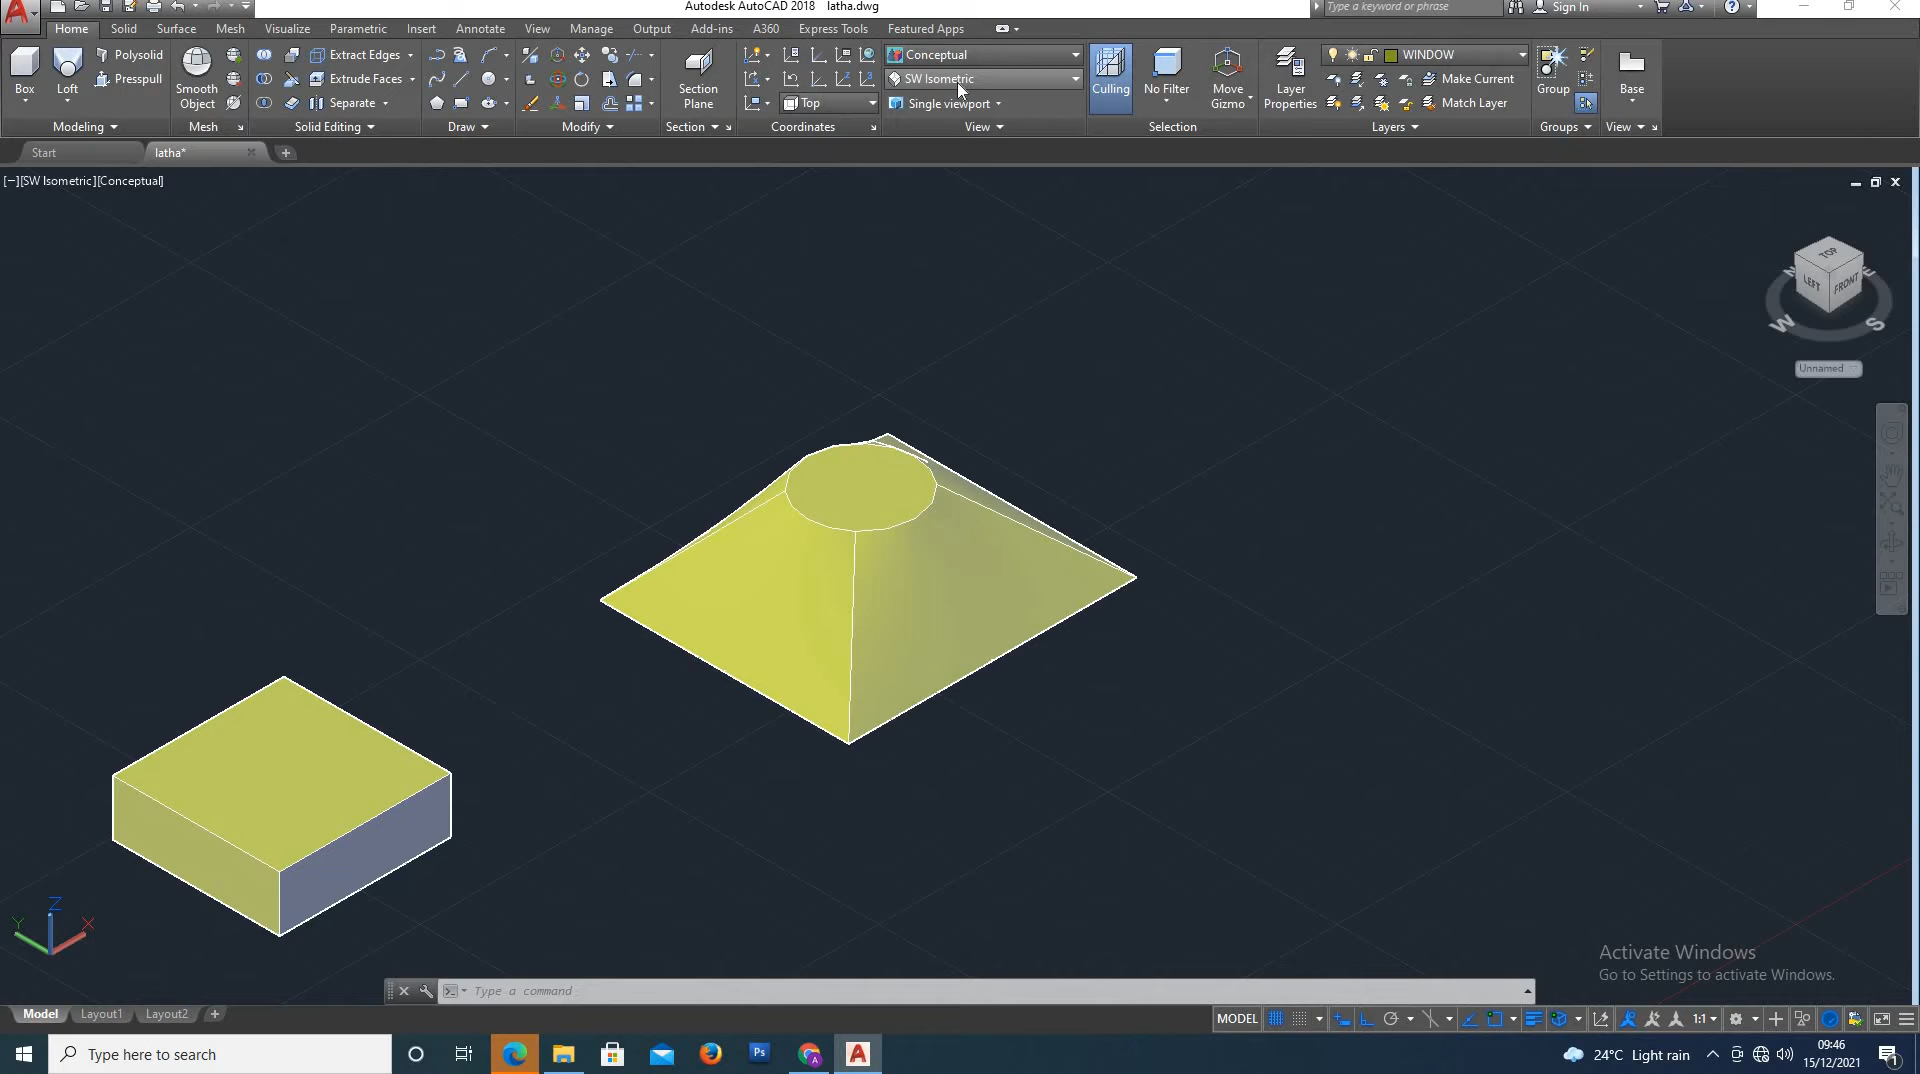 Autodesk AutoCAD 2018 latha.dwg
Type a keyword or phrase
Sign In
Home Solid Surface Mesh Visualize Parametric Insert Annotate View Manage Output Add-ins A360 Express Tools Featured Apps
Box
Loft
Polysolid
Presspull
Modeling
Smooth
Object
Mesh
Extract Edges
Extrude Faces
Separate
Solid Editing
Draw
Modify
Section
Plane
Section
Top
Coordinates
Conceptual
SW Isometric
Single viewport
View
Culling
No Filter
Move
Gizmo
Selection
Layer
Properties
WINDOW
Make Current
Match Layer
Layers
Group
Groups
Base
View
Start
latha*
[−][SW Isometric][Conceptual]
TOP
LEFT
FRONT
N
E
W
S
Unnamed
Z
Y
X
Activate Windows
Go to Settings to activate Windows.
Type a command
Model Layout1 Layout2
MODEL
1:1
Type here to search
Ps
A
24°C Light rain
09:46
15/12/2021
1